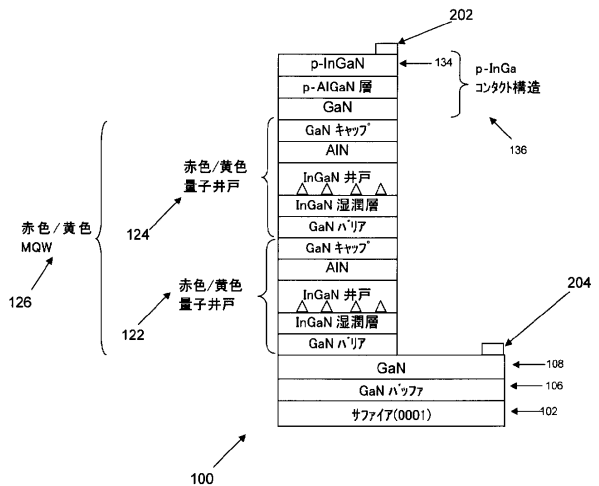 202
p-InGaN
134
p-AlGaN 層
GaN
p-InGa
コンタクト構造
136
GaN キャップ
AlN
InGaN 井戸
InGaN 湿潤層
GaN バリア
赤色/黄色
量子井戸
124
GaN キャップ
AlN
InGaN 井戸
InGaN 湿潤層
GaN バリア
赤色/黄色
量子井戸
122
赤色/黄色
MQW
126
204
GaN
108
GaN バッファ
106
サファイア(0001)
102
100